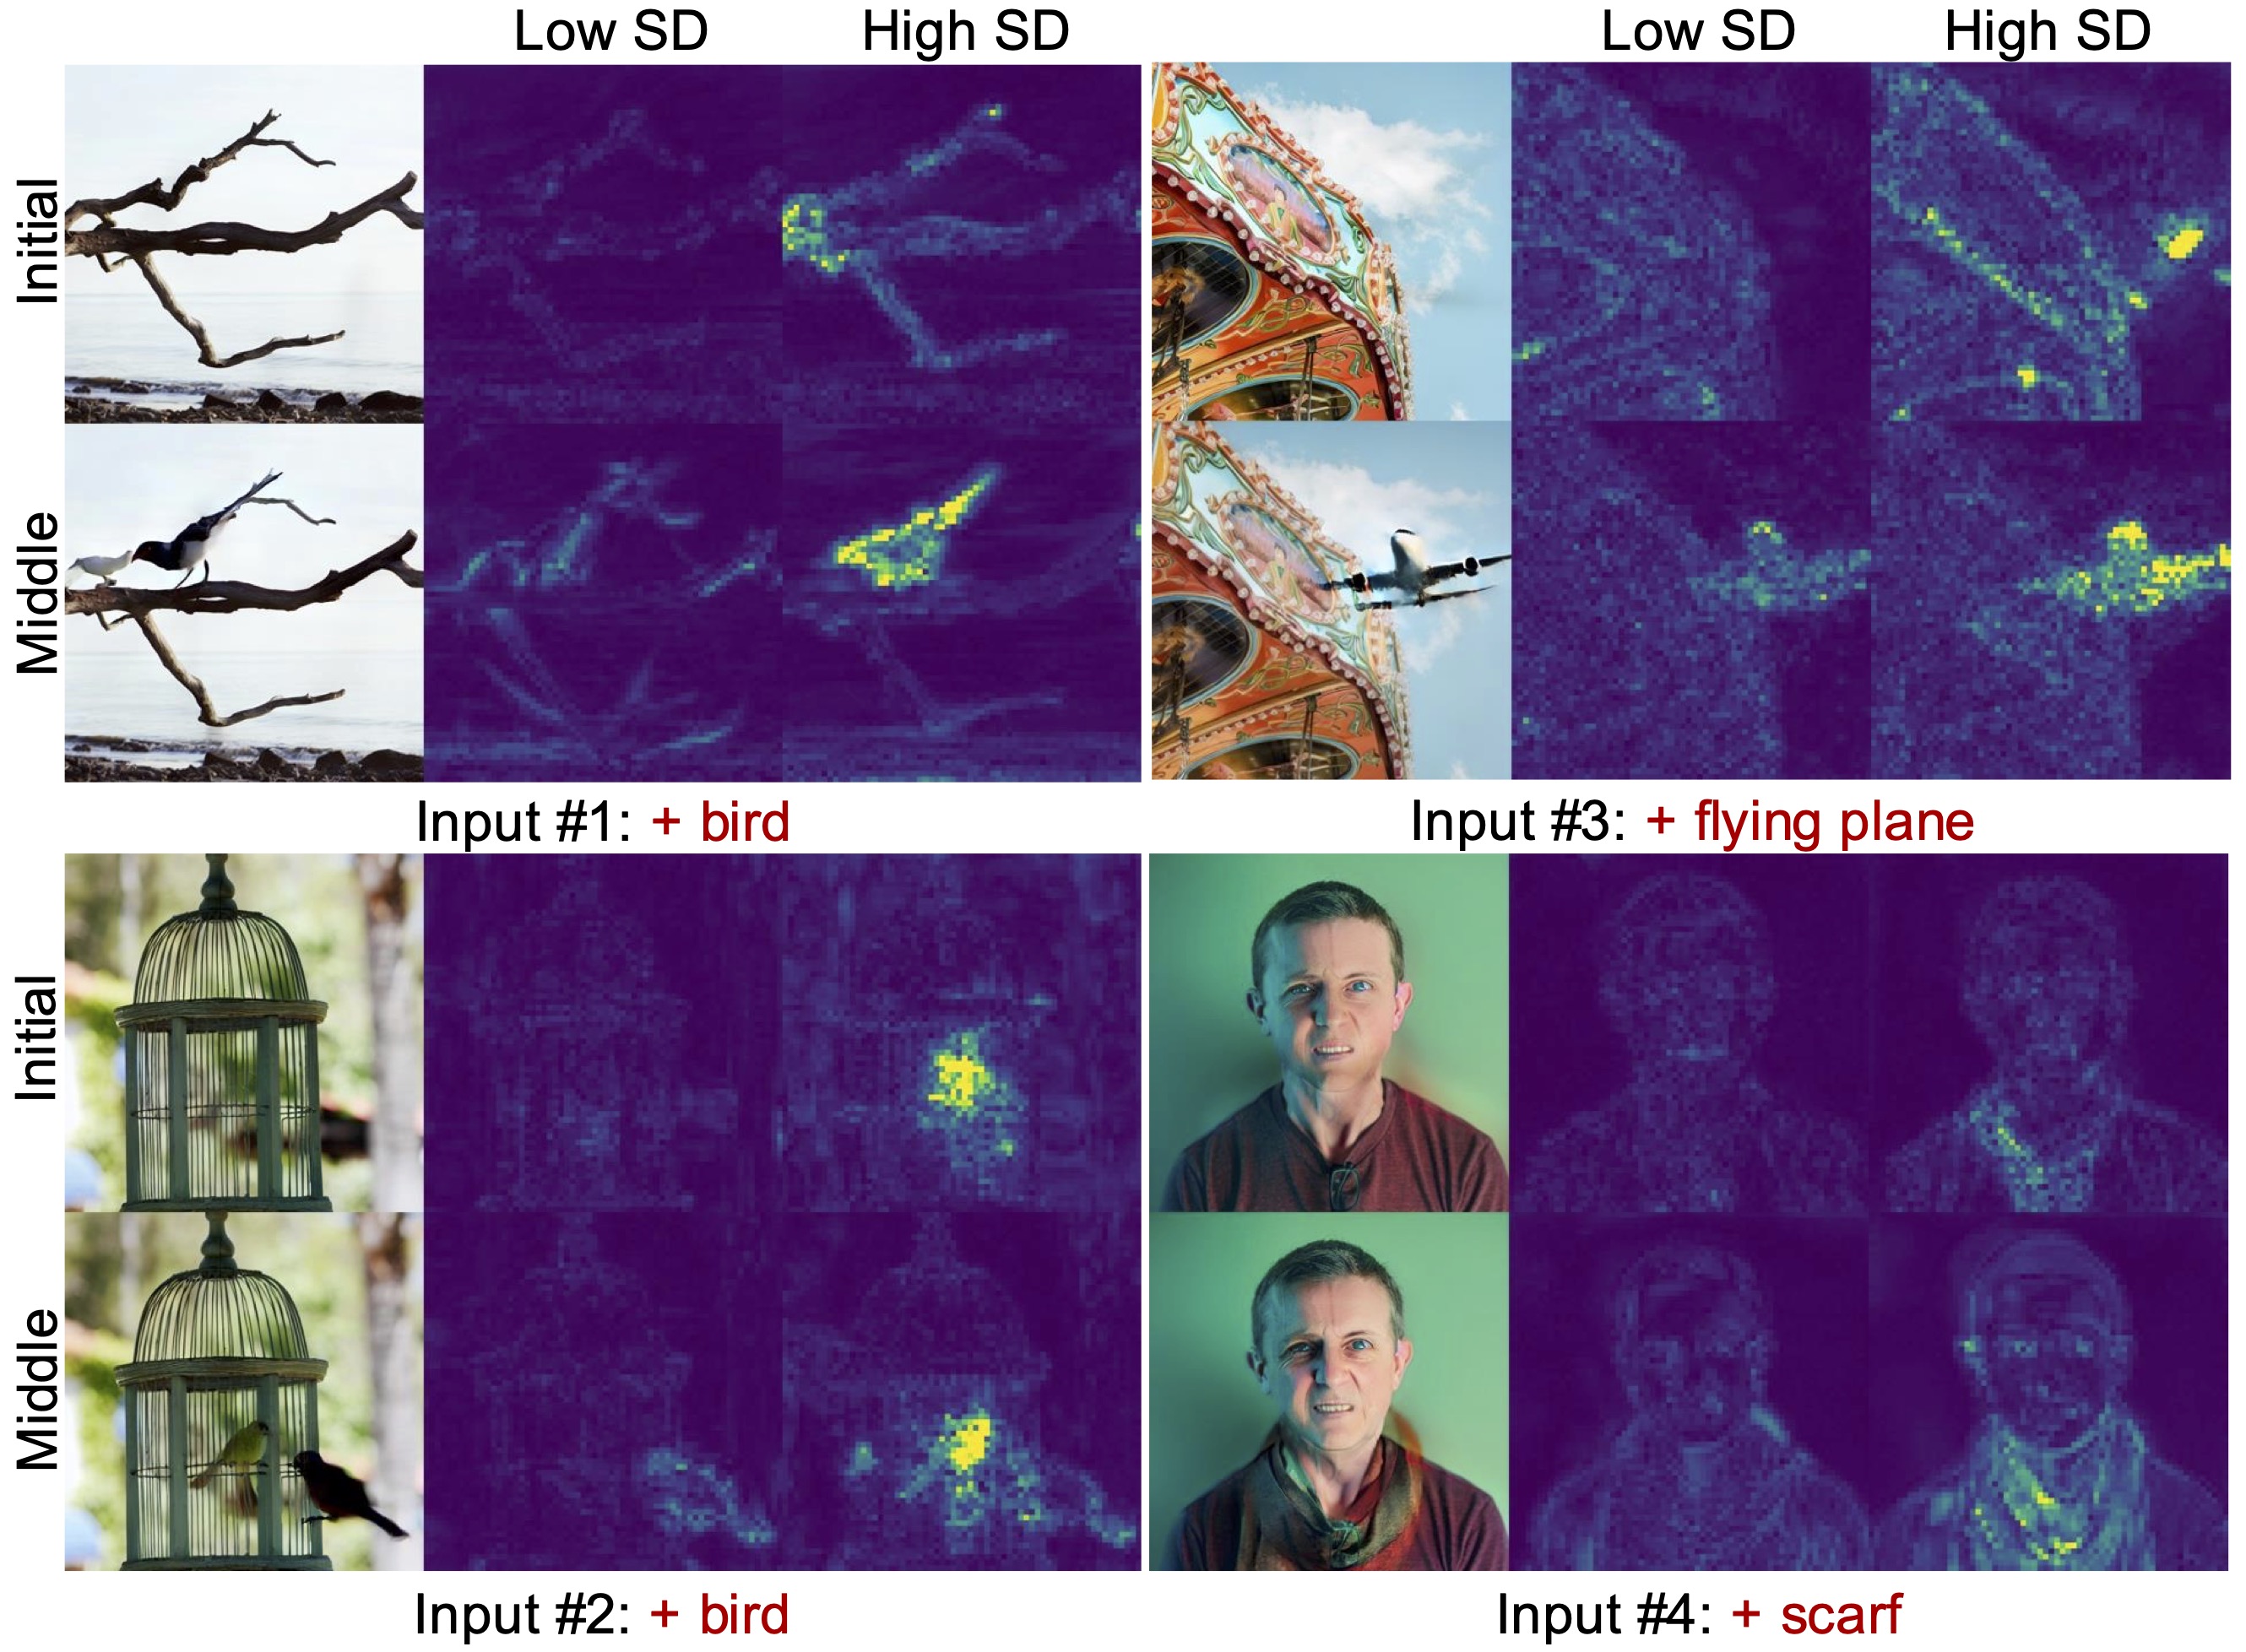 Low SD High SD Low SD High SD
Initial
Middle
Input #1: + bird Input #3: + flying plane
Initial
Middle
Input #2: + bird Input #4: + scarf